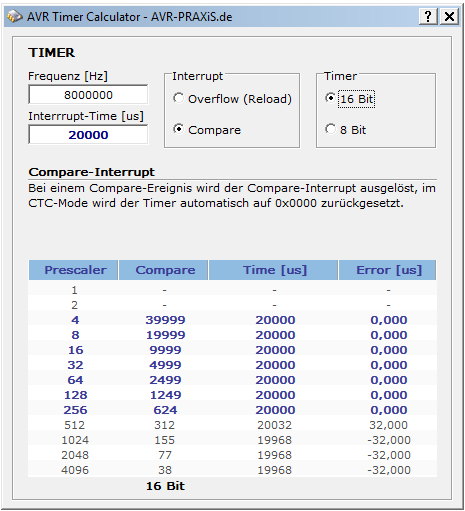 AVR Timer Calculator - AVR-PRAXiS.de
TIMER
Frequenz [Hz]
8000000
Interrrupt-Time [us]
20000
Interrupt
Overflow (Reload)
Compare
Timer
16 Bit
8 Bit
Compare-Interrupt
Bei einem Compare-Ereignis wird der Compare-Interrupt ausgelöst, im
CTC-Mode wird der Timer automatisch auf 0x0000 zurückgesetzt.
Prescaler Compare Time [us] Error [us]
1 - - -
2 - - -
4 39999 20000 0,000
8 19999 20000 0,000
16 9999 20000 0,000
32 4999 20000 0,000
64 2499 20000 0,000
128 1249 20000 0,000
256 624 20000 0,000
512 312 20032 32,000
1024 155 19968 -32,000
2048 77 19968 -32,000
4096 38 19968 -32,000
16 Bit